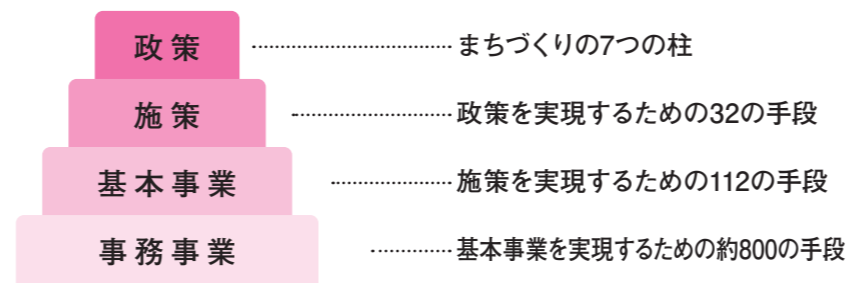 政策 まちづくりの7つの柱
施策 政策を実現するための32の手段
基本事業 施策を実現するための112の手段
事務事業 基本事業を実現するための約800の手段